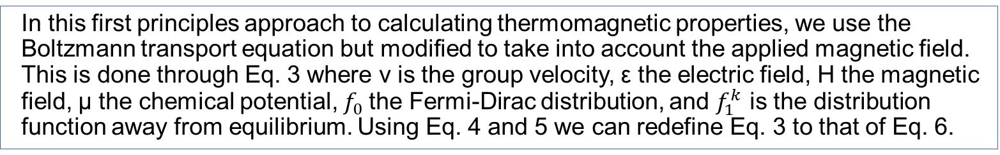 In this first principles approach to calculating thermomagnetic properties, we use the
Boltzmann transport equation but modified to take into account the applied magnetic field.
This is done through Eq. 3 where v is the group velocity, ε the electric field, H the magnetic
field, μ the chemical potential, $f_0$ the Fermi-Dirac distribution, and $f_1^k$ is the distribution
function away from equilibrium. Using Eq. 4 and 5 we can redefine Eq. 3 to that of Eq. 6.